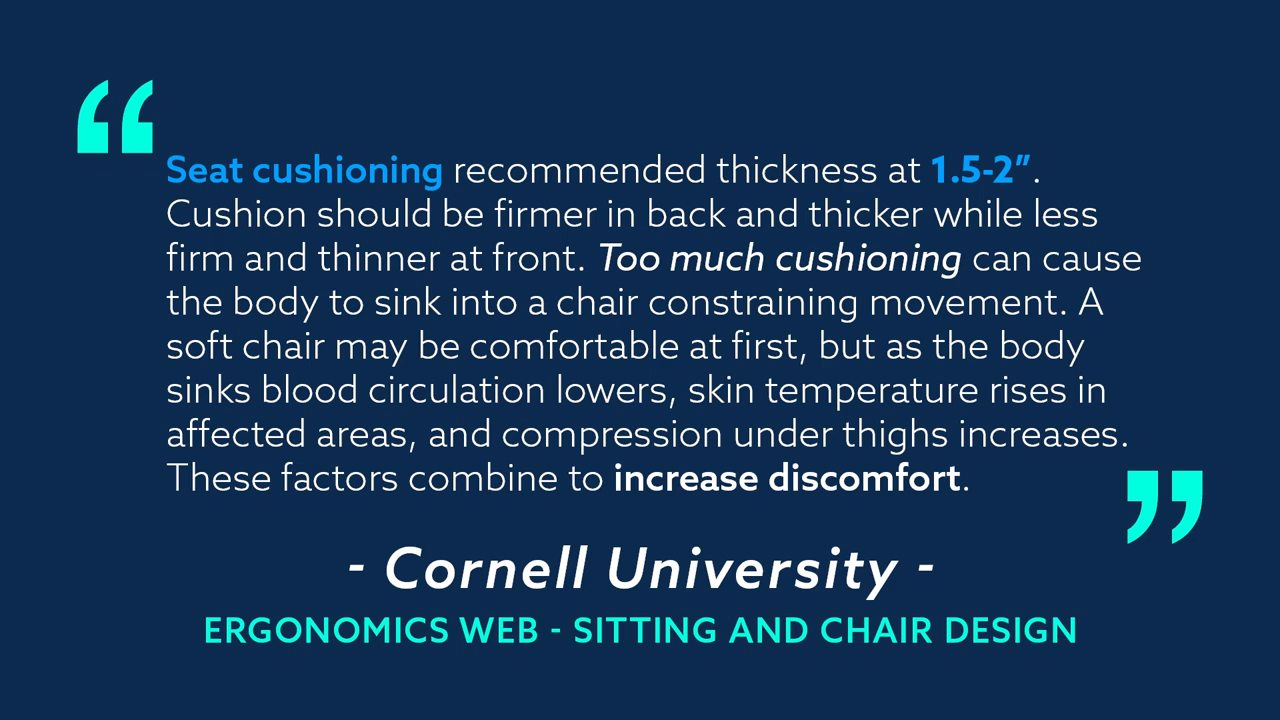 “Seat cushioning recommended thickness at 1.5-2”.
Cushion should be firmer in back and thicker while less
firm and thinner at front. Too much cushioning can cause
the body to sink into a chair constraining movement. A
soft chair may be comfortable at first, but as the body
sinks blood circulation lowers, skin temperature rises in
affected areas, and compression under thighs increases.
These factors combine to increase discomfort.”
- Cornell University -
ERGONOMICS WEB - SITTING AND CHAIR DESIGN